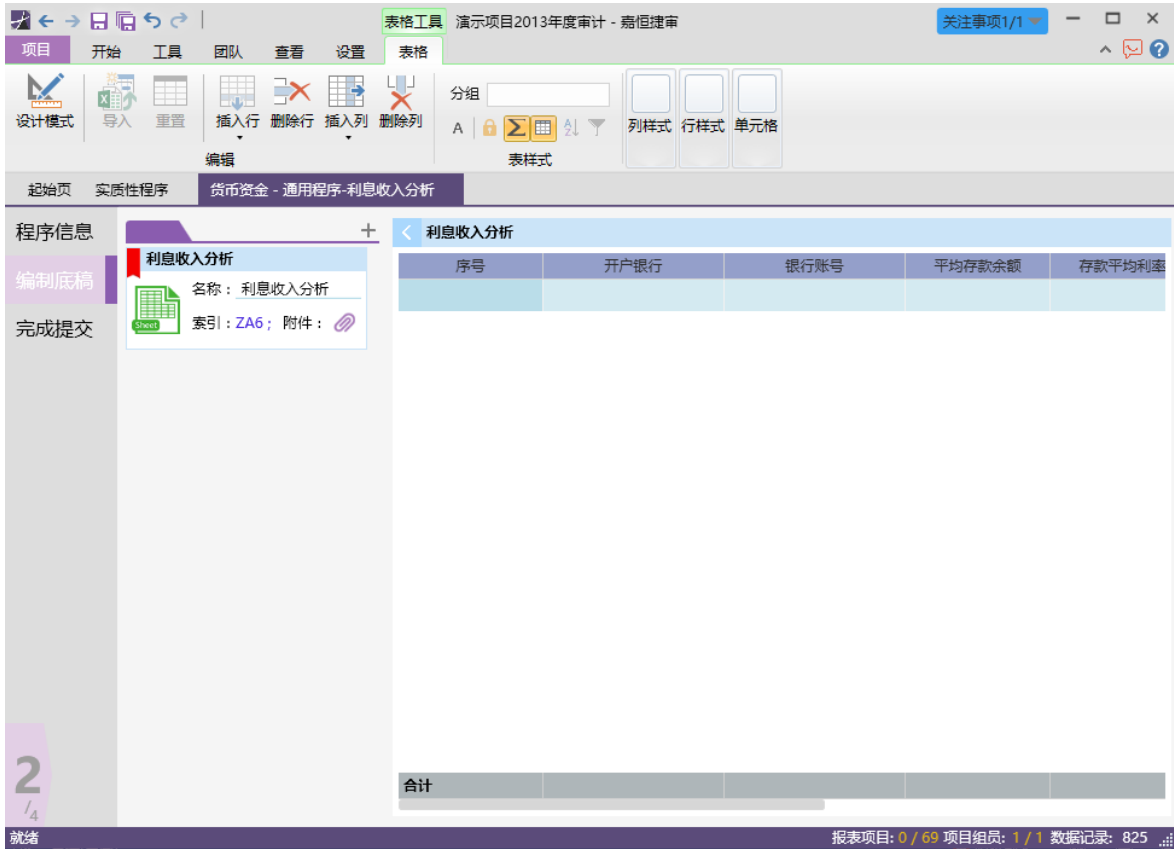 表格工具 演示项目2013年度审计 - 嘉恒捷审 关注事项1/1
项目 开始 工具 团队 查看 设置 表格
设计模式 导入 重置 插入行 删除行 插入列 删除列 分组 A 列样式 行样式 单元格
编辑 表样式
起始页 实质性程序 货币资金 - 通用程序-利息收入分析
程序信息
编制底稿
完成提交
利息收入分析
名称: 利息收入分析
Sheet
索引:ZA6; 附件:
利息收入分析
序号 开户银行 银行账号 平均存款余额 存款平均利率
合计
2
/4
就绪 报表项目: 0 / 69 项目组员: 1 / 1 数据记录: 825